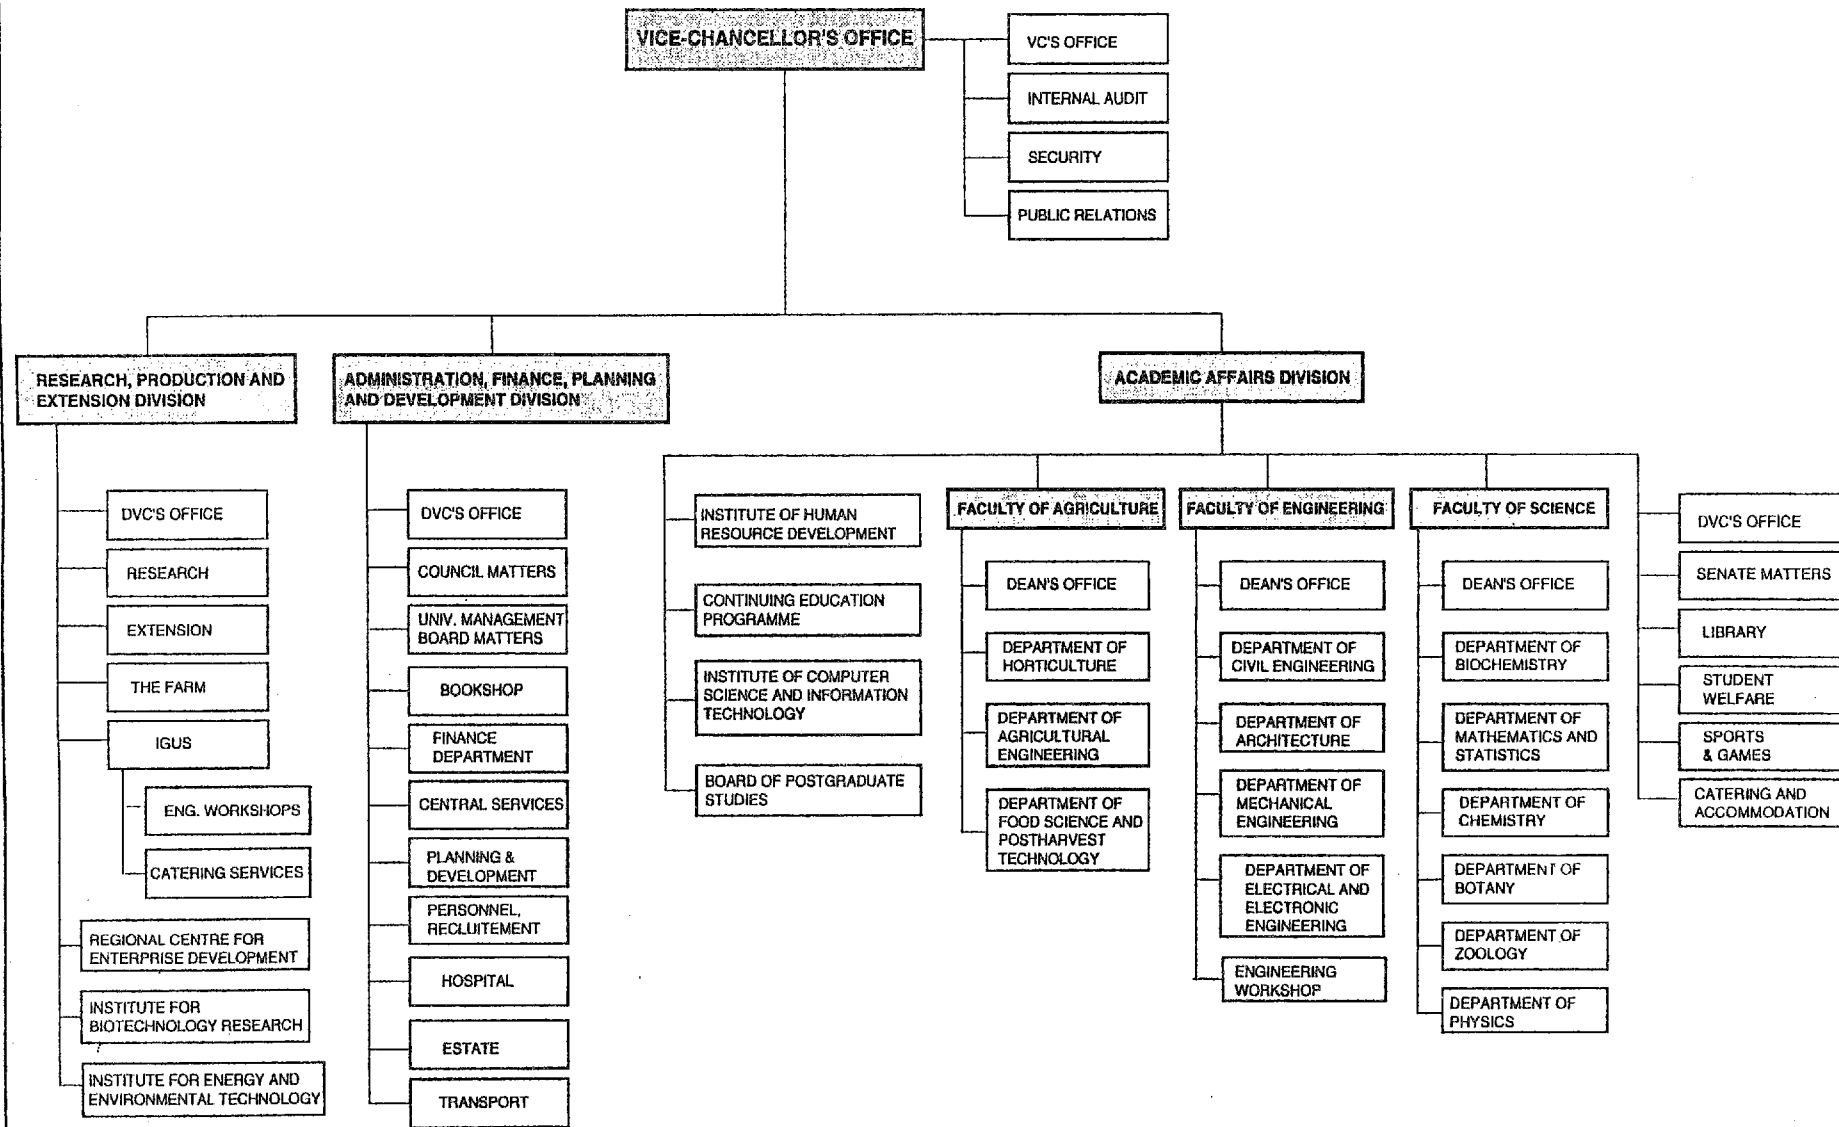 VICE-CHANCELLOR'S OFFICE
VC'S OFFICE
INTERNAL AUDIT
SECURITY
PUBLIC RELATIONS
RESEARCH, PRODUCTION AND
EXTENSION DIVISION
DVC'S OFFICE
RESEARCH
EXTENSION
THE FARM
IGUS
ENG. WORKSHOPS
CATERING SERVICES
REGIONAL CENTRE FOR
ENTERPRISE DEVELOPMENT
INSTITUTE FOR
BIOTECHNOLOGY RESEARCH
INSTITUTE FOR ENERGY AND
ENVIRONMENTAL TECHNOLOGY
ADMINISTRATION, FINANCE, PLANNING
AND DEVELOPMENT DIVISION
DVC'S OFFICE
COUNCIL MATTERS
UNIV. MANAGEMENT
BOARD MATTERS
BOOKSHOP
FINANCE
DEPARTMENT
CENTRAL SERVICES
PLANNING &
DEVELOPMENT
PERSONNEL,
RECLUITEMENT
HOSPITAL
ESTATE
TRANSPORT
ACADEMIC AFFAIRS DIVISION
INSTITUTE OF HUMAN
RESOURCE DEVELOPMENT
CONTINUING EDUCATION
PROGRAMME
INSTITUTE OF COMPUTER
SCIENCE AND INFORMATION
TECHNOLOGY
BOARD OF POSTGRADUATE
STUDIES
FACULTY OF AGRICULTURE
DEAN'S OFFICE
DEPARTMENT OF
HORTICULTURE
DEPARTMENT OF
AGRICULTURAL
ENGINEERING
DEPARTMENT OF
FOOD SCIENCE AND
POSTHARVEST
TECHNOLOGY
FACULTY OF ENGINEERING
DEAN'S OFFICE
DEPARTMENT OF
CIVIL ENGINEERING
DEPARTMENT OF
ARCHITECTURE
DEPARTMENT OF
MECHANICAL
ENGINEERING
DEPARTMENT OF
ELECTRICAL AND
ELECTRONIC
ENGINEERING
ENGINEERING
WORKSHOP
FACULTY OF SCIENCE
DEAN'S OFFICE
DEPARTMENT OF
BIOCHEMISTRY
DEPARTMENT OF
MATHEMATICS AND
STATISTICS
DEPARTMENT OF
CHEMISTRY
DEPARTMENT OF
BOTANY
DEPARTMENT OF
ZOOLOGY
DEPARTMENT OF
PHYSICS
DVC'S OFFICE
SENATE MATTERS
LIBRARY
STUDENT
WELFARE
SPORTS
& GAMES
CATERING AND
ACCOMMODATION